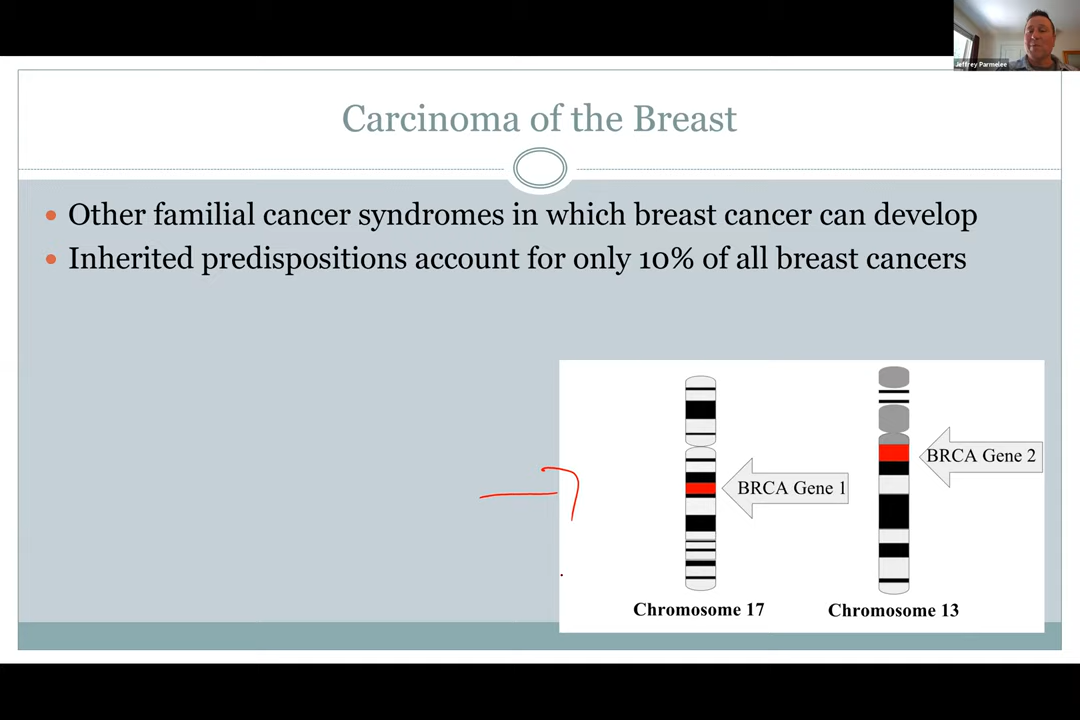 Jeffrey Parmelee
Carcinoma of the Breast
Other familial cancer syndromes in which breast cancer can develop
Inherited predispositions account for only 10% of all breast cancers
BRCA Gene 1
BRCA Gene 2
Chromosome 17
Chromosome 13